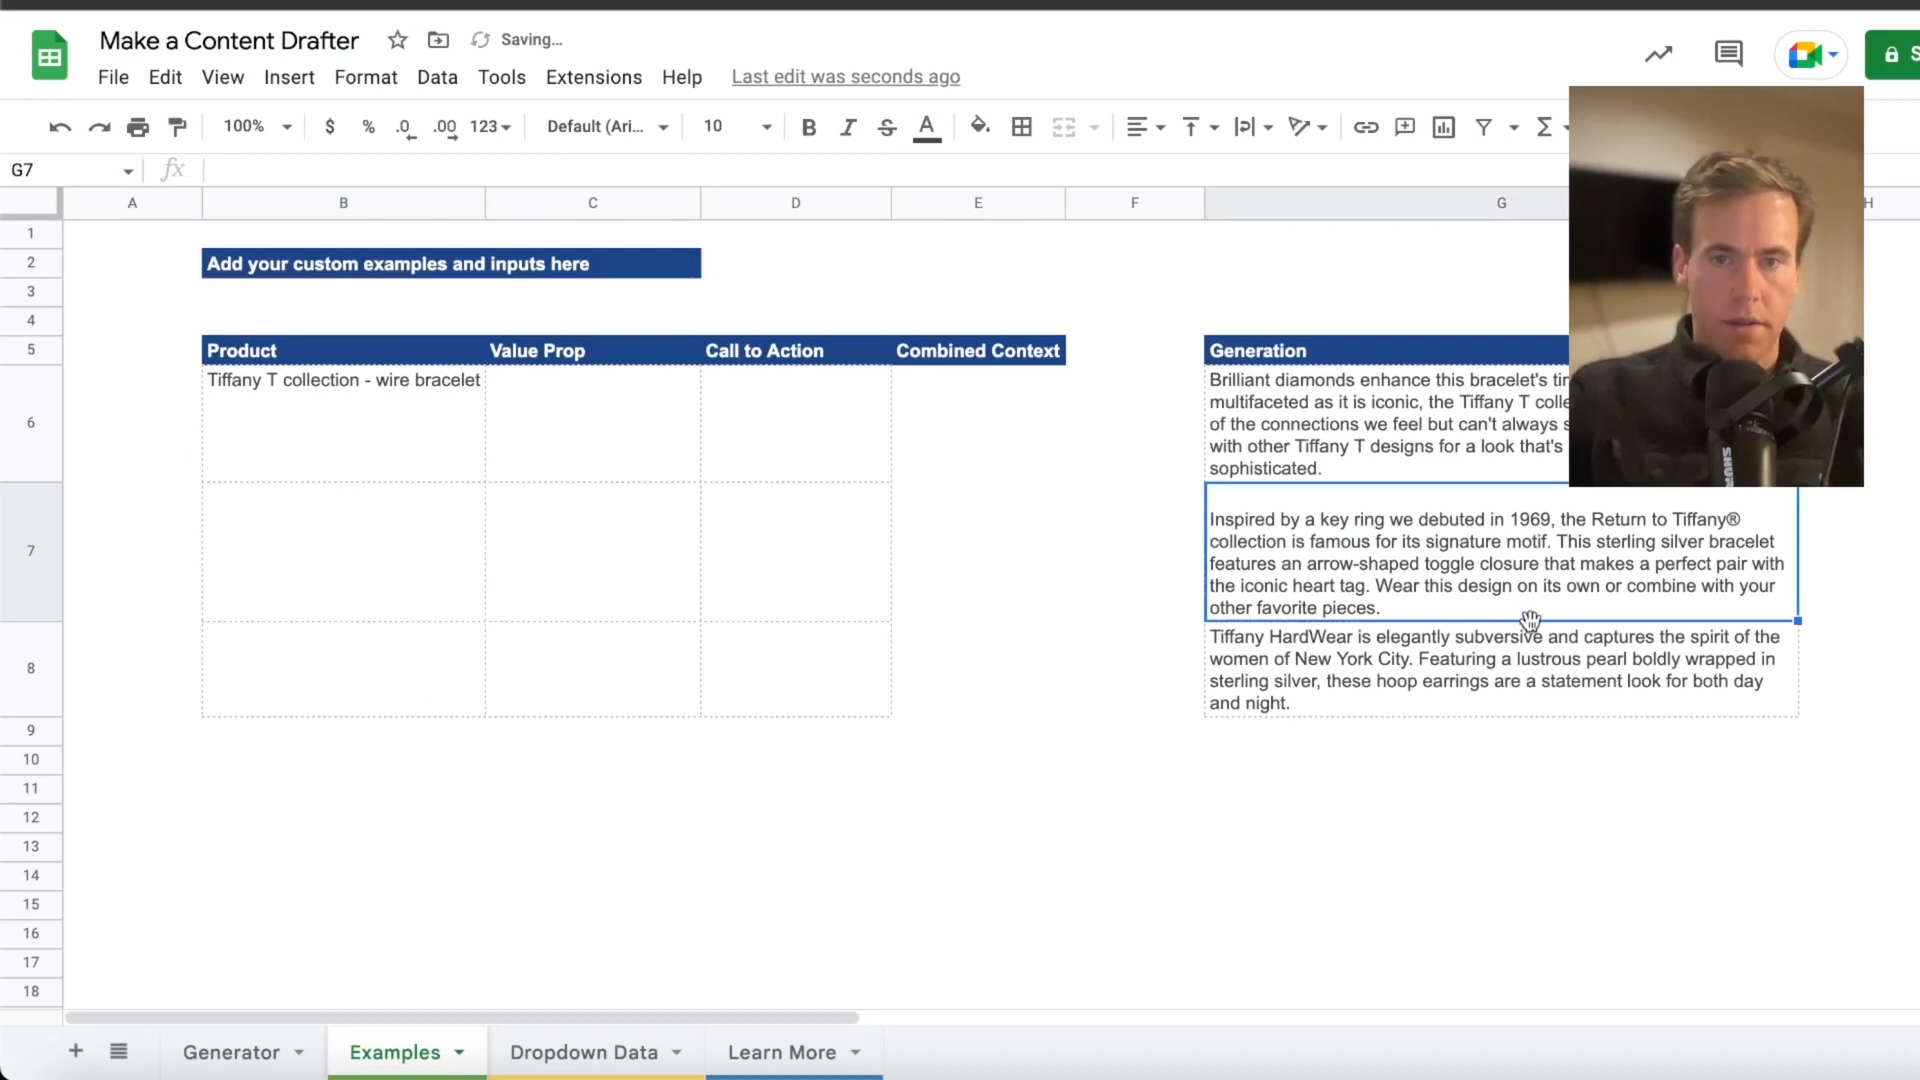 Make a Content Drafter
Saving...
File Edit View Insert Format Data Tools Extensions Help Last edit was seconds ago
100% $ % .0 .00 123 Default (Ari... 10 B I S A
G7 fx
A B C D E F G H
1
2 Add your custom examples and inputs here
3
4
5 Product Value Prop Call to Action Combined Context Generation
6 Tiffany T collection - wire bracelet
Brilliant diamonds enhance this bracelet's
multifaceted as it is iconic, the Tiffany T
of the connections we feel but can't always
with other Tiffany T designs for a look that's
sophisticated.
7
Inspired by a key ring we debuted in 1969, the Return to Tiffany®
collection is famous for its signature motif. This sterling silver bracelet
features an arrow-shaped toggle closure that makes a perfect pair with
the iconic heart tag. Wear this design on its own or combine with your
other favorite pieces.
8
Tiffany HardWear is elegantly subversive and captures the spirit of the
women of New York City. Featuring a lustrous pearl boldly wrapped in
sterling silver, these hoop earrings are a statement look for both day
and night.
9
10
11
12
13
14
15
16
17
18
Generator Examples Dropdown Data Learn More